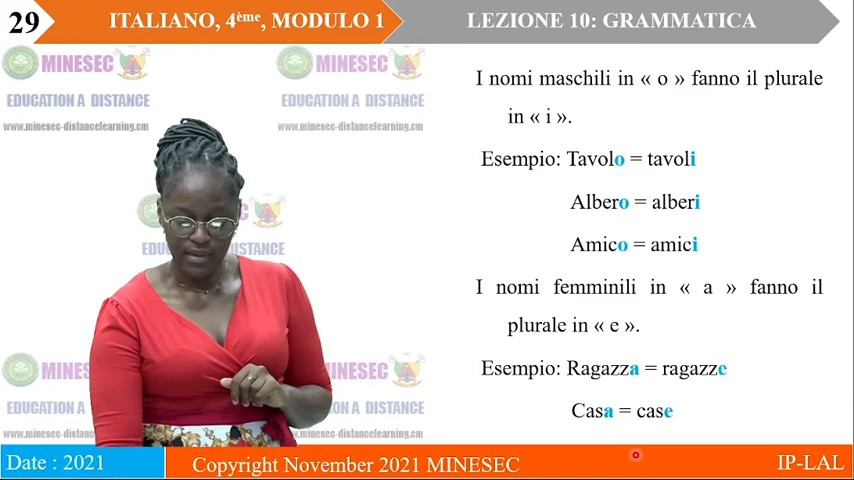 29
ITALIANO, 4ème, MODULO 1
LEZIONE 10: GRAMMATICA
MINESEC
MINESEC
EDUCATION A DISTANCE
EDUCATION A DISTANCE
www.minesec-distancelearning.cm
www.minesec-distancelearning.cm
I nomi maschili in « o » fanno il plurale
in « i ».
Esempio: Tavolo = tavoli
Albero = alberi
Amico = amici
I nomi femminili in « a » fanno il
plurale in « e ».
Esempio: Ragazza = ragazze
Casa = case
MINESEC
EDUCATION
Date : 2021
Copyright November 2021 MINESEC
IP-LAL